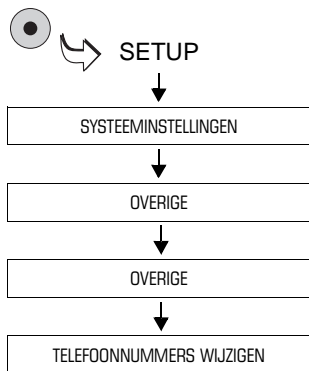 SETUP
SYSTEEMINSTELLINGEN
OVERIGE
OVERIGE
TELEFOONNUMMERS WIJZIGEN